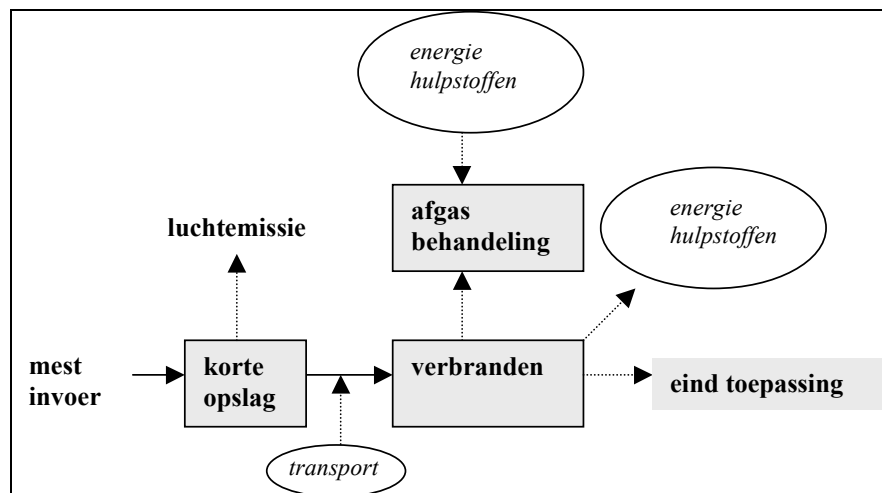 energie
hulpstoffen
afgas
behandeling
energie
hulpstoffen
luchtemissie
mest
invoer
korte
opslag
verbranden
eind toepassing
transport